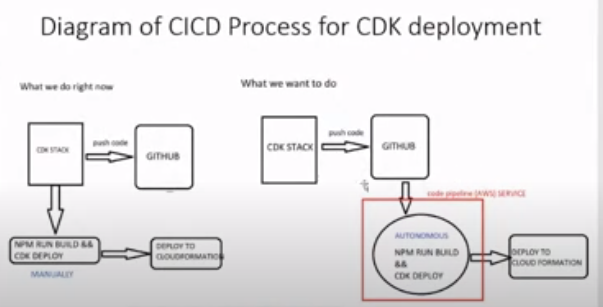 Diagram of CICD Process for CDK deployment
What we do right now
CDK STACK
push code
GITHUB
NPM RUN BUILD &&
CDK DEPLOY
MANUALLY
DEPLOY TO
CLOUDFORMATION
What we want to do
CDK STACK
push code
GITHUB
code pipeline (AWS) SERVICE
AUTONOMOUS
NPM RUN BUILD
&&
CDK DEPLOY
DEPLOY TO
CLOUD FORMATION